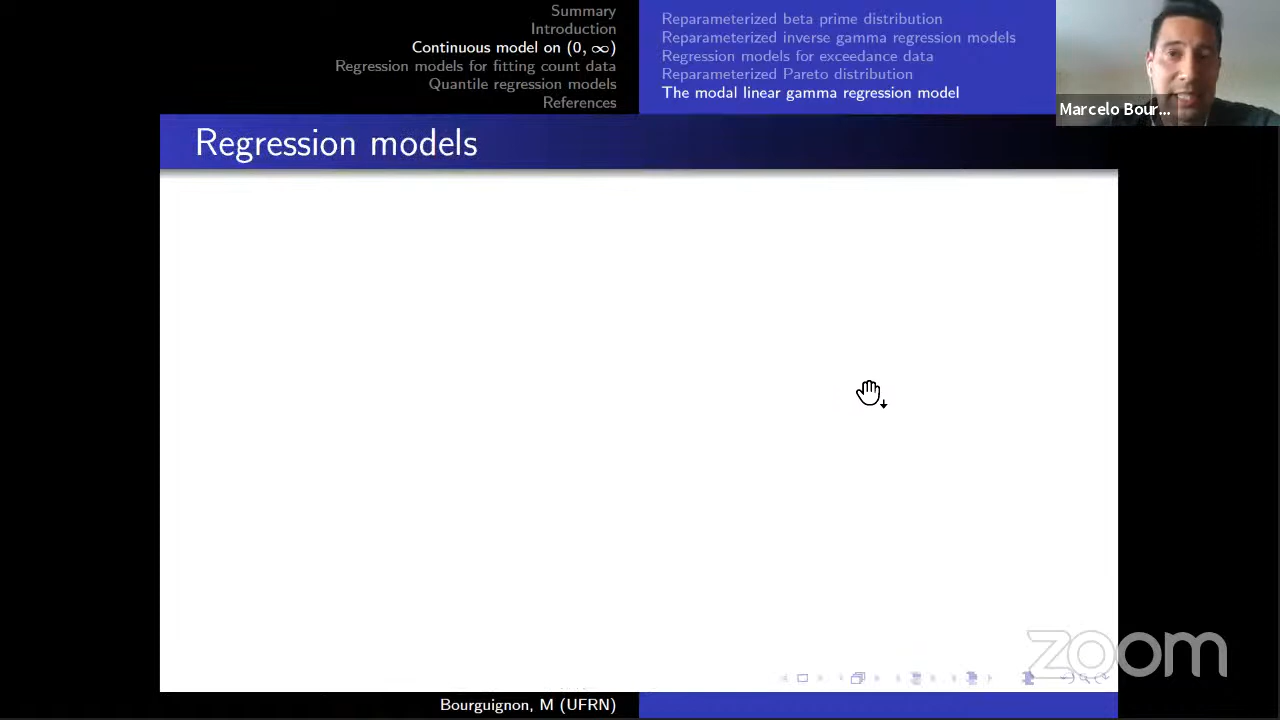 Summary
Introduction
Continuous model on (0, ∞)
Regression models for fitting count data
Quantile regression models
References
Reparameterized beta prime distribution
Reparameterized inverse gamma regression models
Regression models for exceedance data
Reparameterized Pareto distribution
The modal linear gamma regression model
Marcelo Bour...
Regression models
zoom
Bourguignon, M (UFRN)